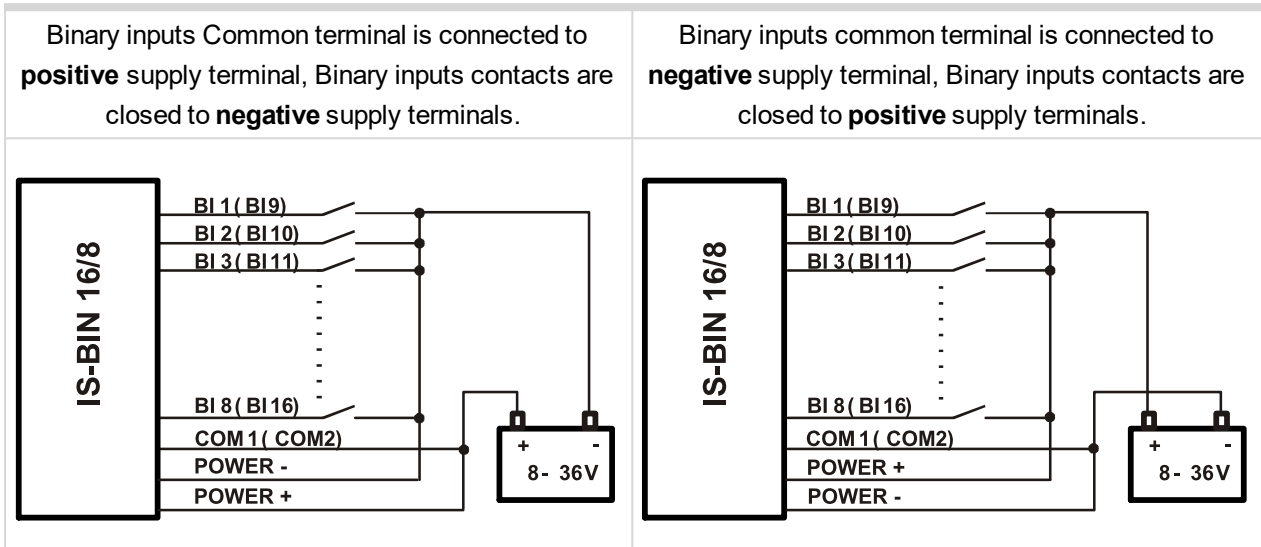 Binary inputs Common terminal is connected to
positive supply terminal, Binary inputs contacts are
closed to negative supply terminals.
Binary inputs common terminal is connected to
negative supply terminal, Binary inputs contacts are
closed to positive supply terminals.
IS-BIN 16/8
BI 1( BI9)
BI 2( BI10)
BI 3( BI11)
BI 8( BI16)
COM 1( COM2)
POWER -
POWER +
+ -
8- 36V
IS-BIN 16/8
BI 1( BI9)
BI 2( BI10)
BI 3( BI11)
BI 8( BI16)
COM 1( COM2)
POWER +
POWER -
+ -
8- 36V